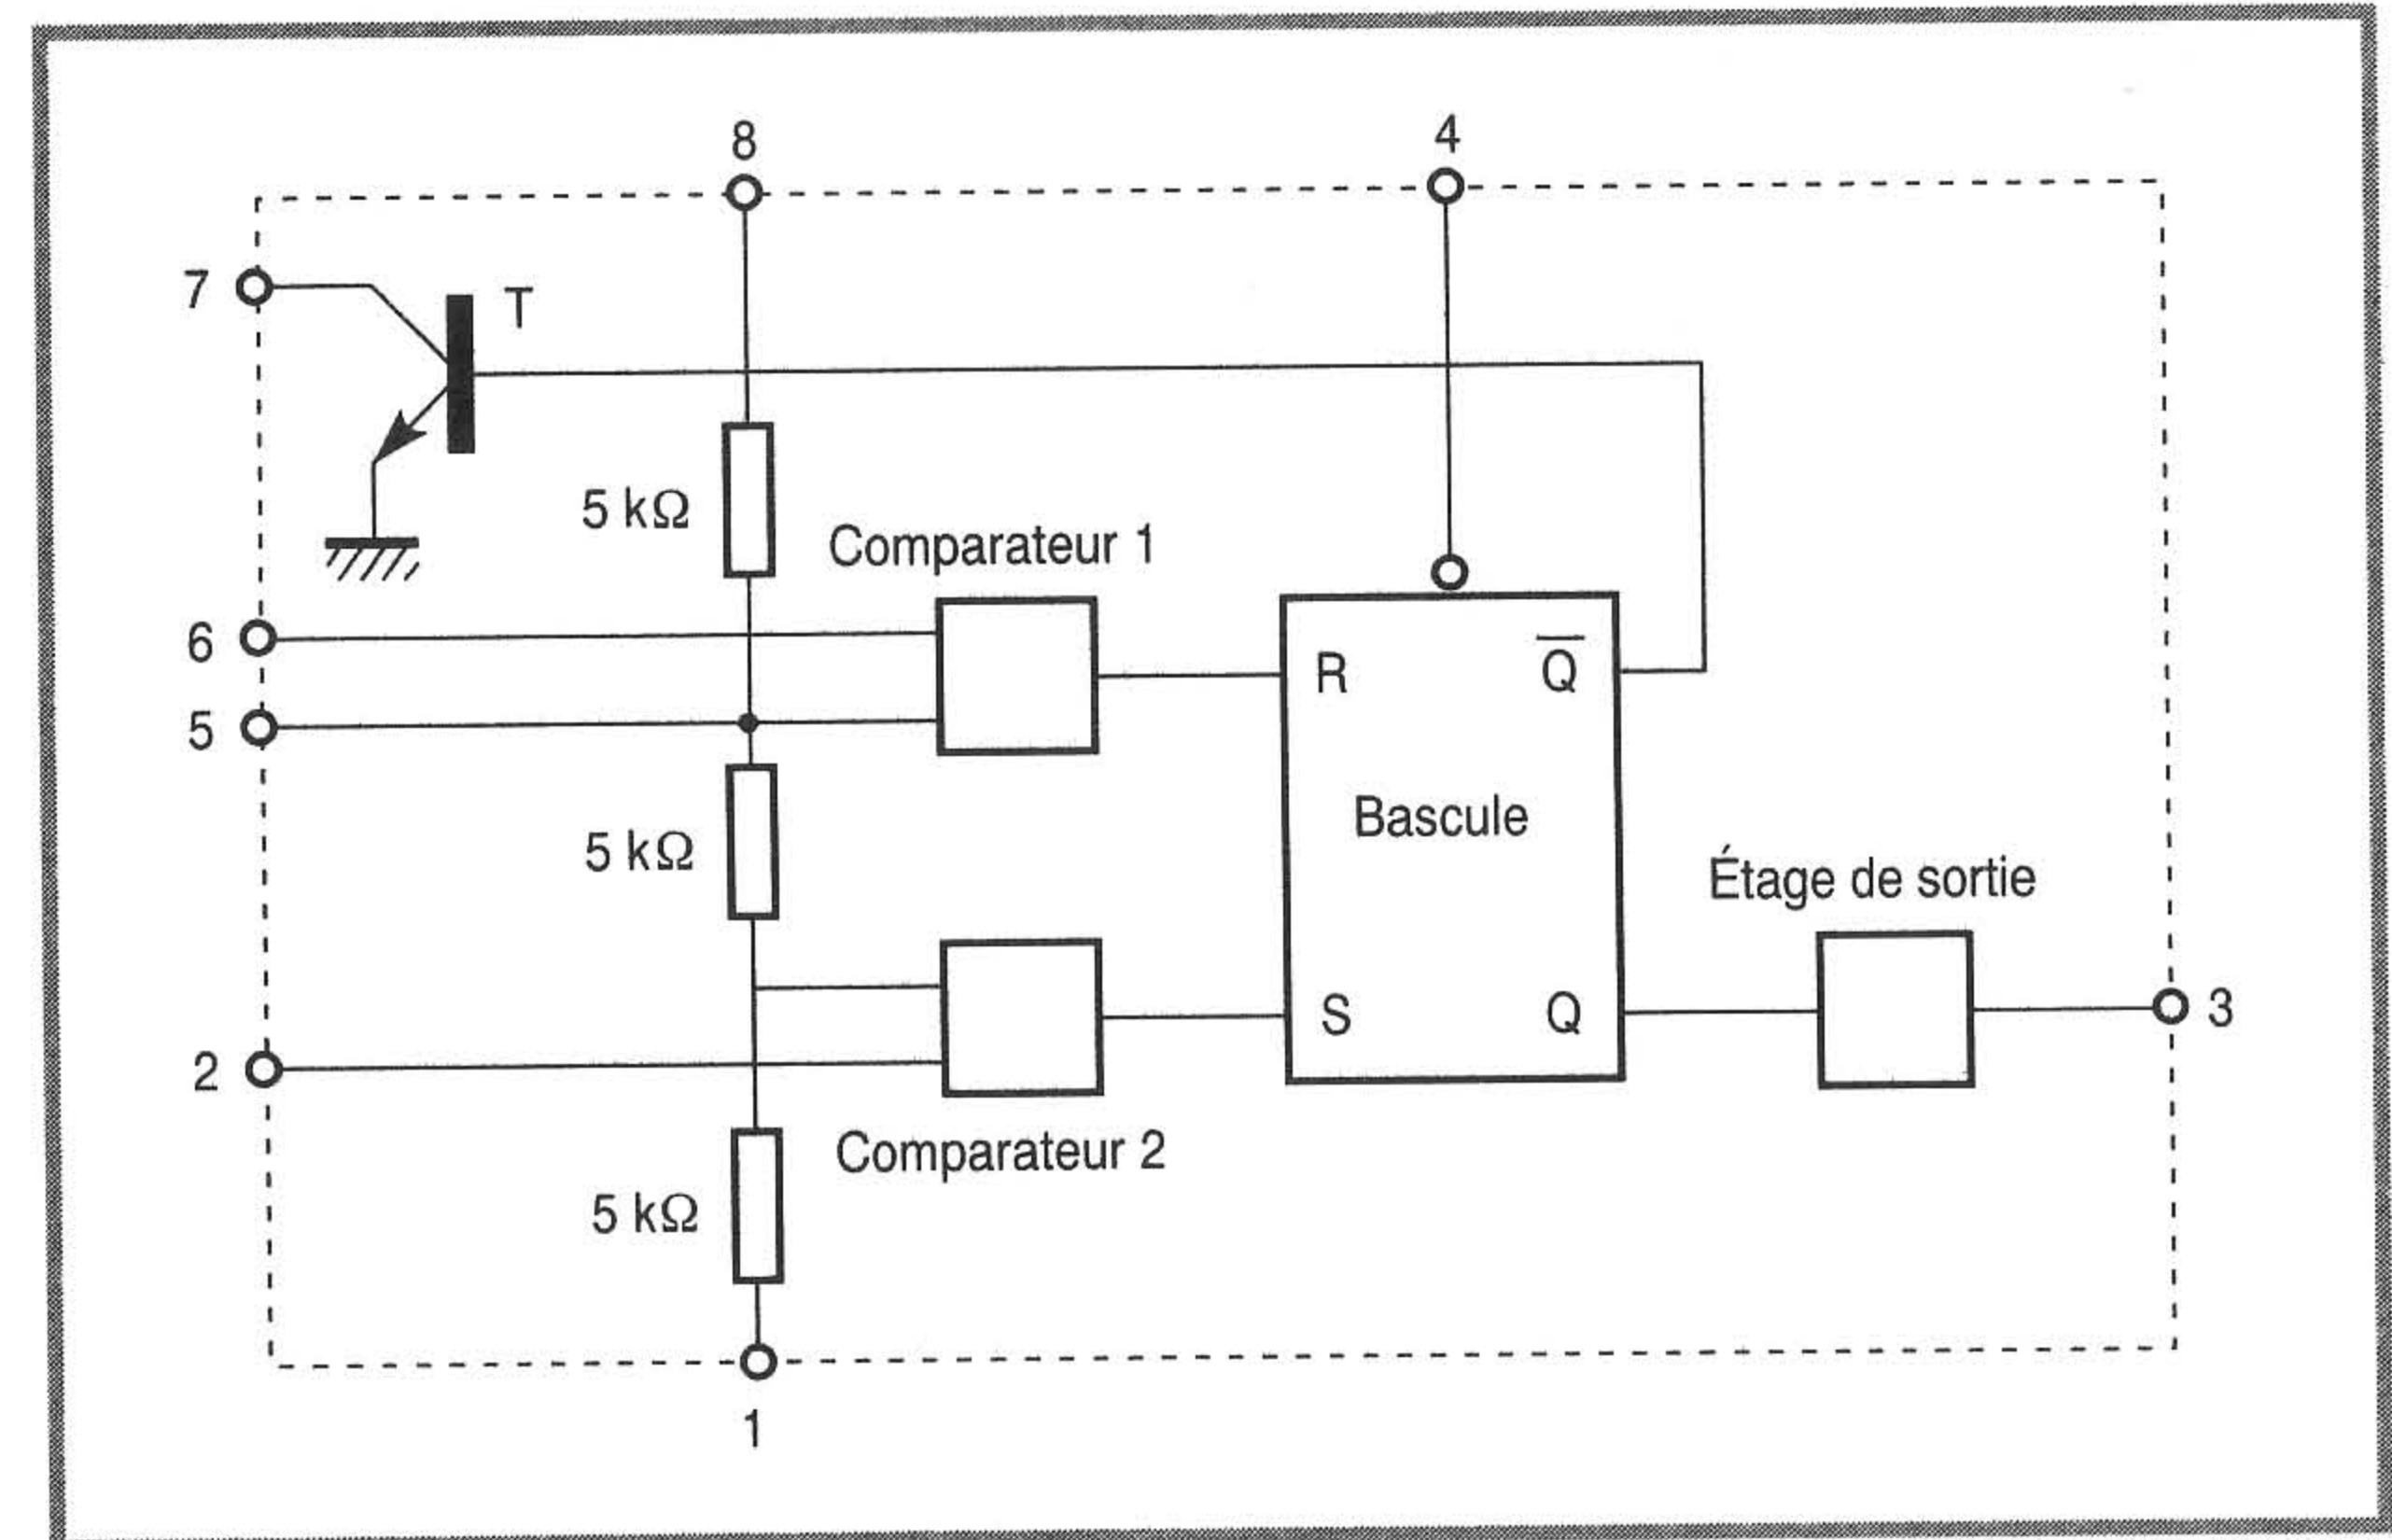 8
4
7
T
5 kΩ
Comparateur 1
6
R
Q̅
5
Bascule
5 kΩ
Étage de sortie
S
Q
3
2
Comparateur 2
5 kΩ
1